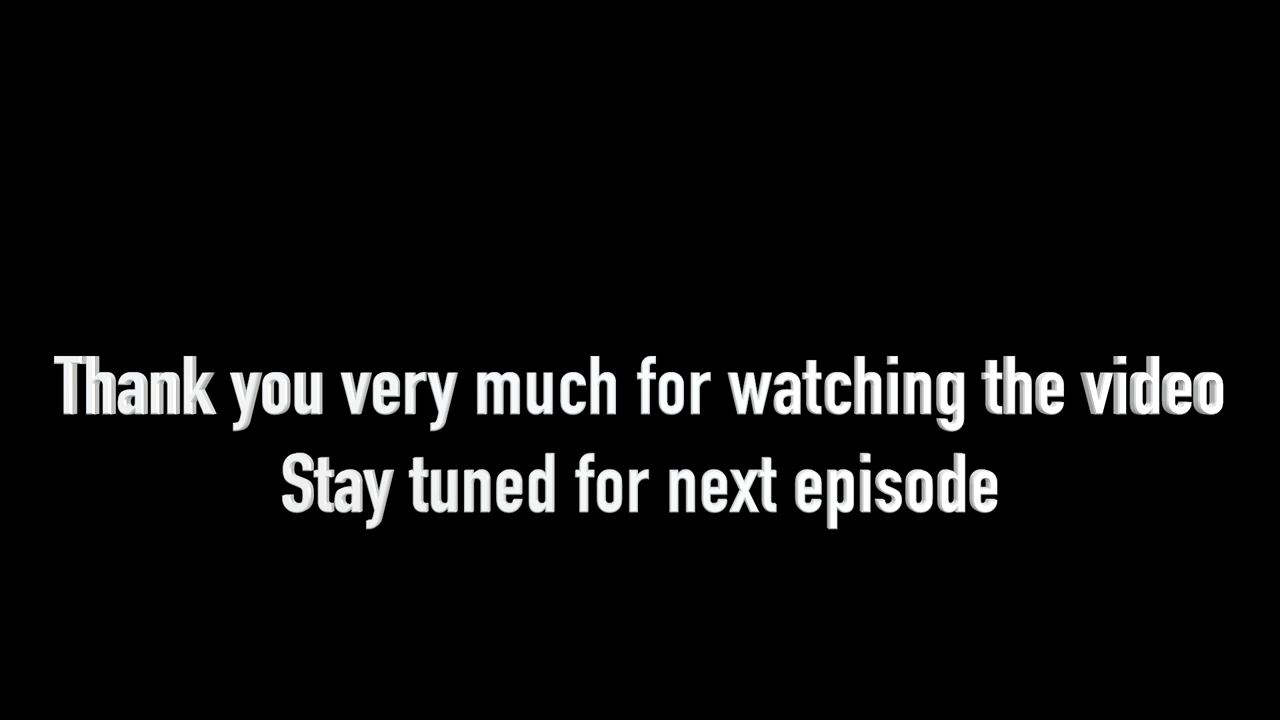 Thank you very much for watching the video
Stay tuned for next episode